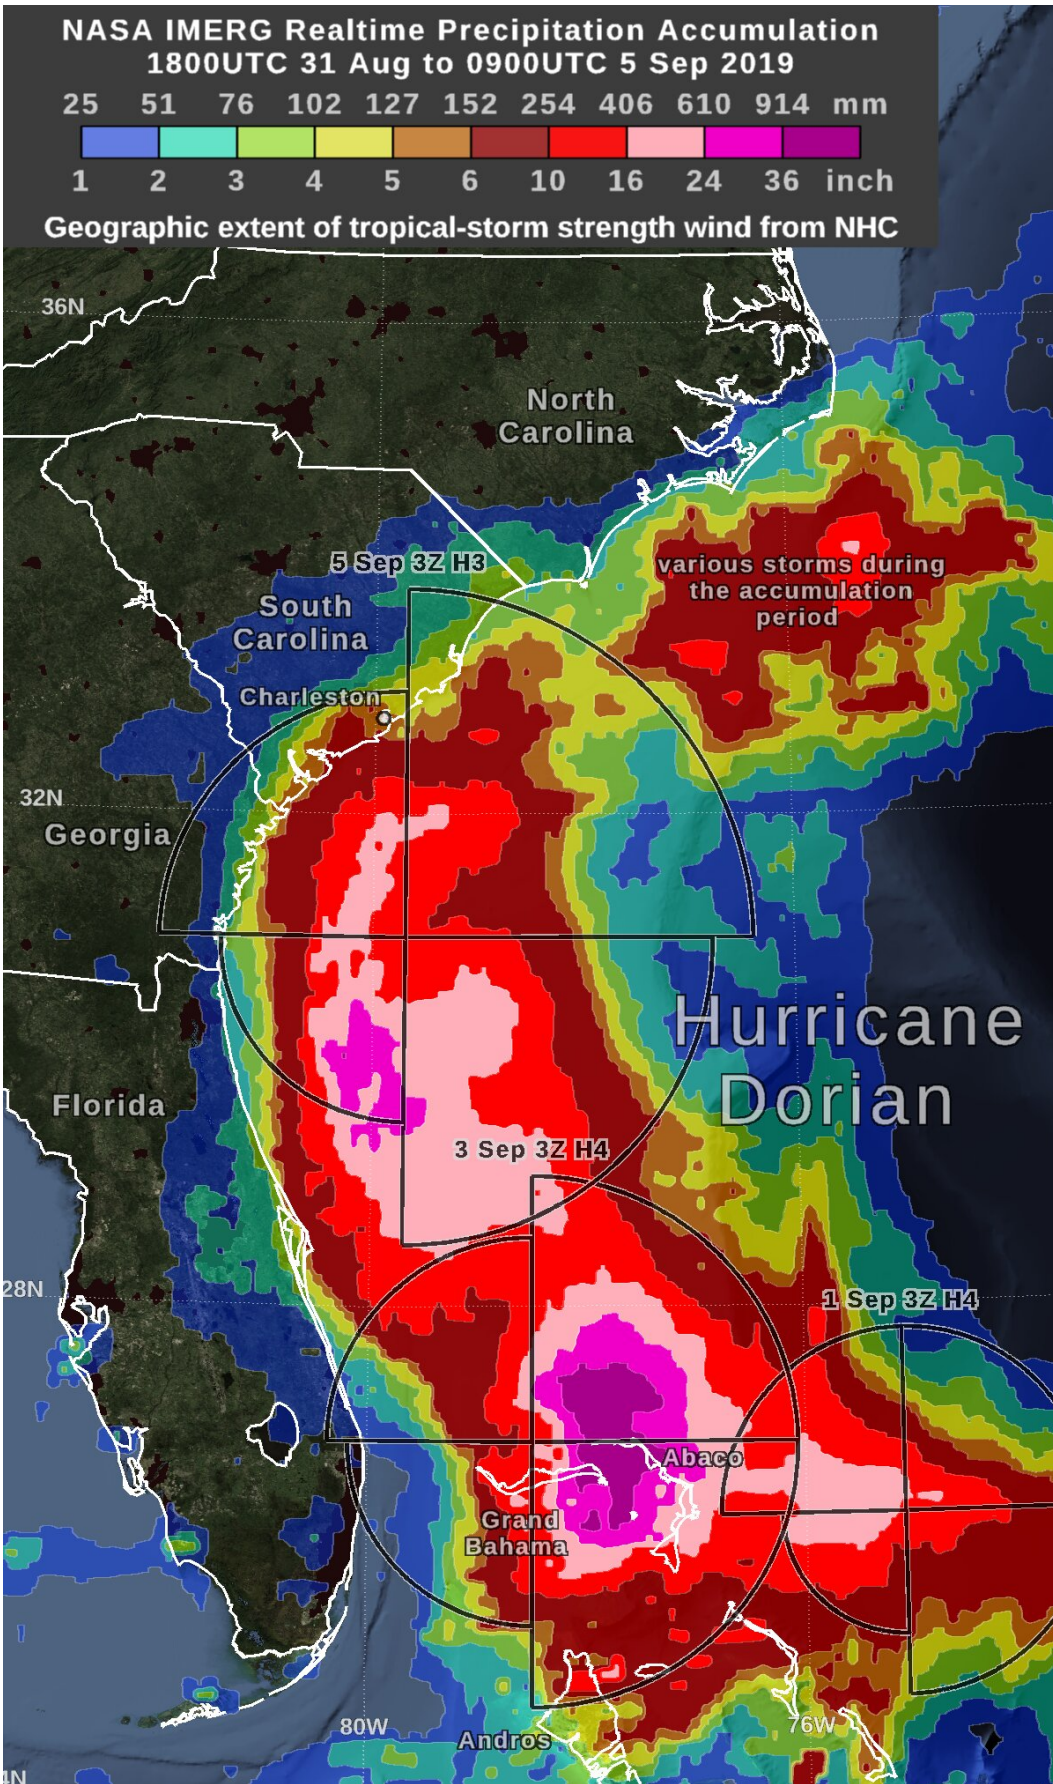 NASA IMERG Realtime Precipitation Accumulation
1800UTC 31 Aug to 0900UTC 5 Sep 2019
25 51 76 102 127 152 254 406 610 914 mm
1 2 3 4 5 6 10 16 24 36 inch
Geographic extent of tropical-storm strength wind from NHC
36N
North
Carolina
5 Sep 3Z H3
various storms during
the accumulation
period
South
Carolina
Charleston
32N
Georgia
Hurricane
Dorian
Florida
3 Sep 3Z H4
28N
1 Sep 3Z H4
Abaco
Grand
Bahama
80W
76W
Andros
4N